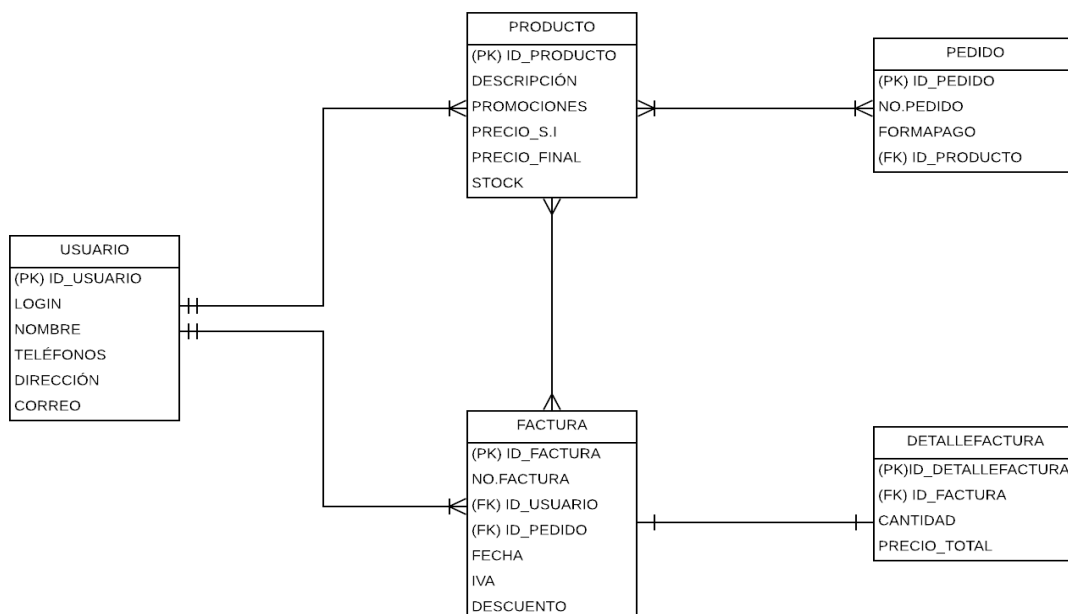 PRODUCTO
(PK) ID_PRODUCTO
DESCRIPCIÓN
PROMOCIONES
PRECIO_S.I
PRECIO_FINAL
STOCK
PEDIDO
(PK) ID_PEDIDO
NO.PEDIDO
FORMAPAGO
(FK) ID_PRODUCTO
USUARIO
(PK) ID_USUARIO
LOGIN
NOMBRE
TELÉFONOS
DIRECCIÓN
CORREO
FACTURA
(PK) ID_FACTURA
NO.FACTURA
(FK) ID_USUARIO
(FK) ID_PEDIDO
FECHA
IVA
DESCUENTO
DETALLEFACTURA
(PK)ID_DETALLEFACTURA
(FK) ID_FACTURA
CANTIDAD
PRECIO_TOTAL